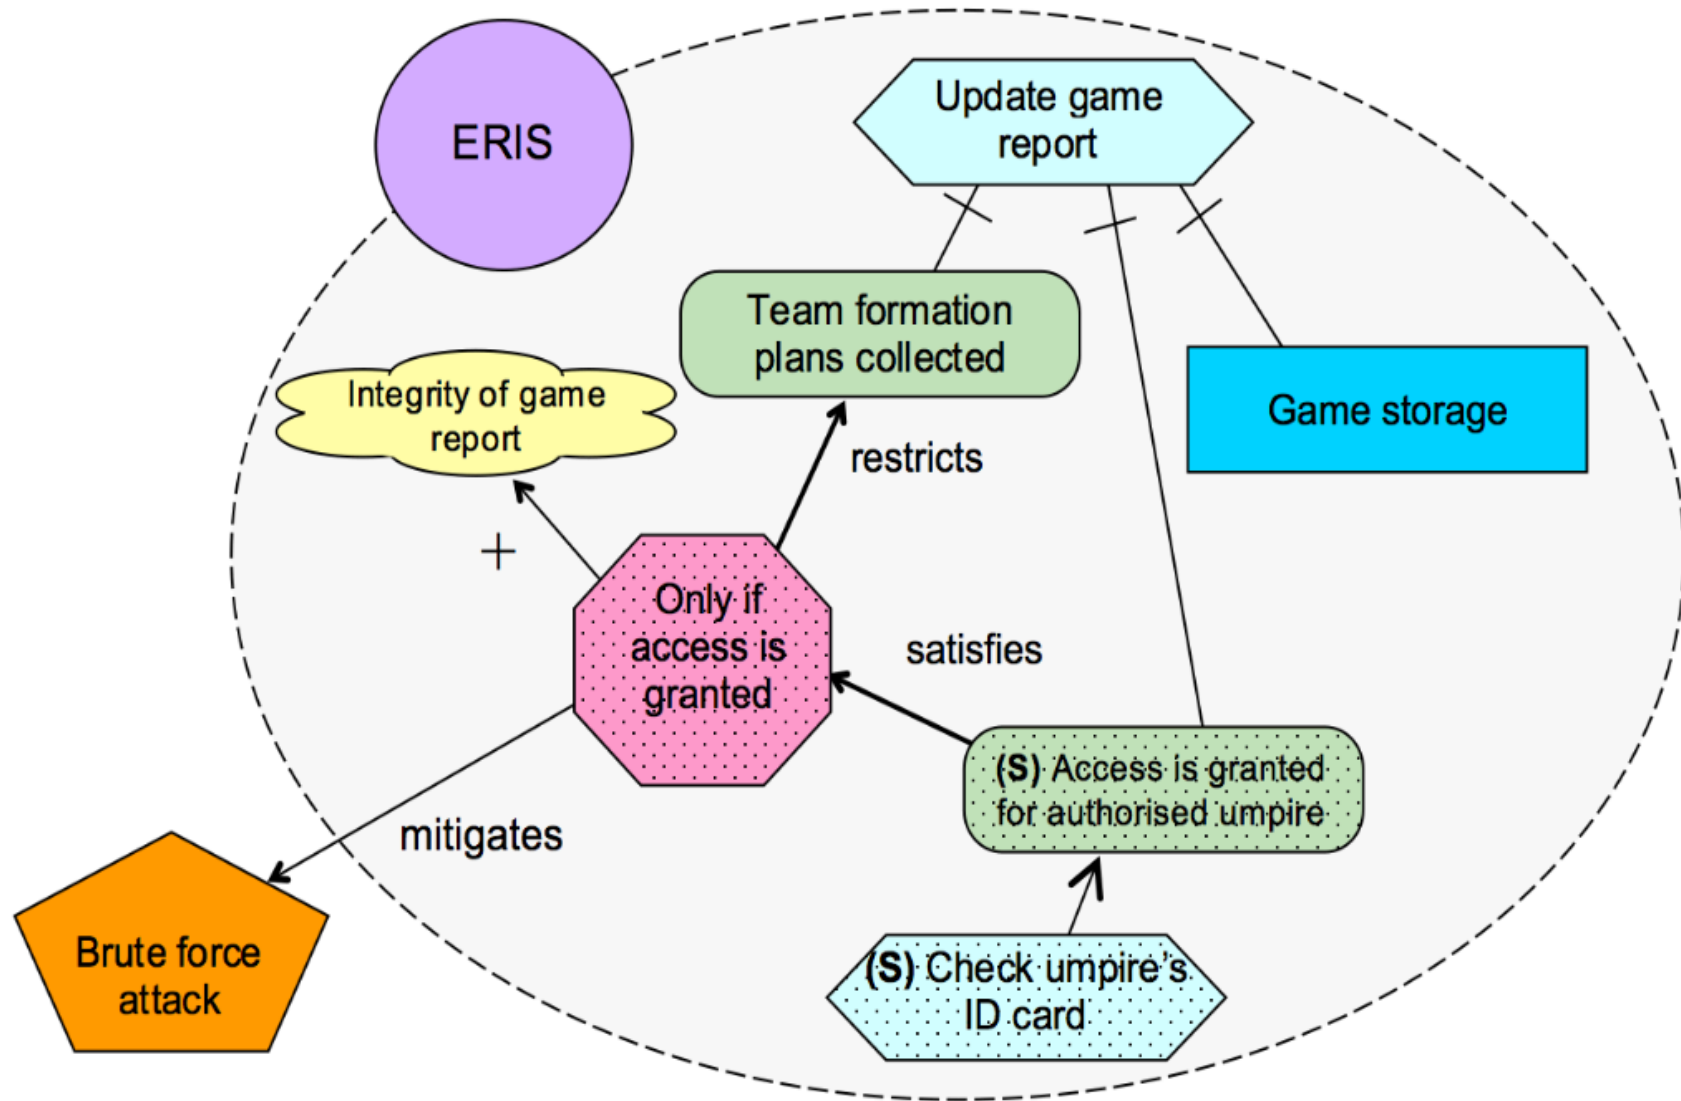 ERIS
Update game
report
Team formation
plans collected
Integrity of game
report
Game storage
restricts
+
Only if
access is
granted
satisfies
(S) Access is granted
for authorised umpire
mitigates
Brute force
attack
(S) Check umpire's
ID card